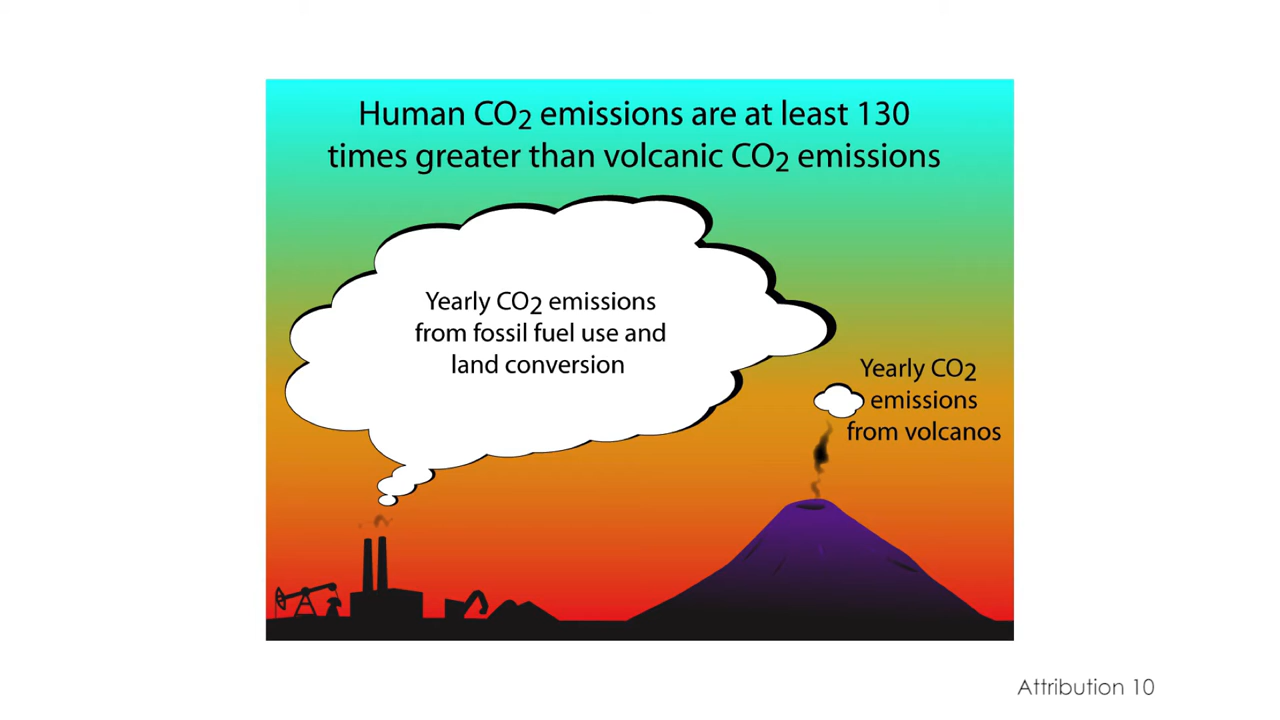 Human CO2 emissions are at least 130
times greater than volcanic CO2 emissions
Yearly CO2 emissions
from fossil fuel use and
land conversion
Yearly CO2
emissions
from volcanos
Attribution 10